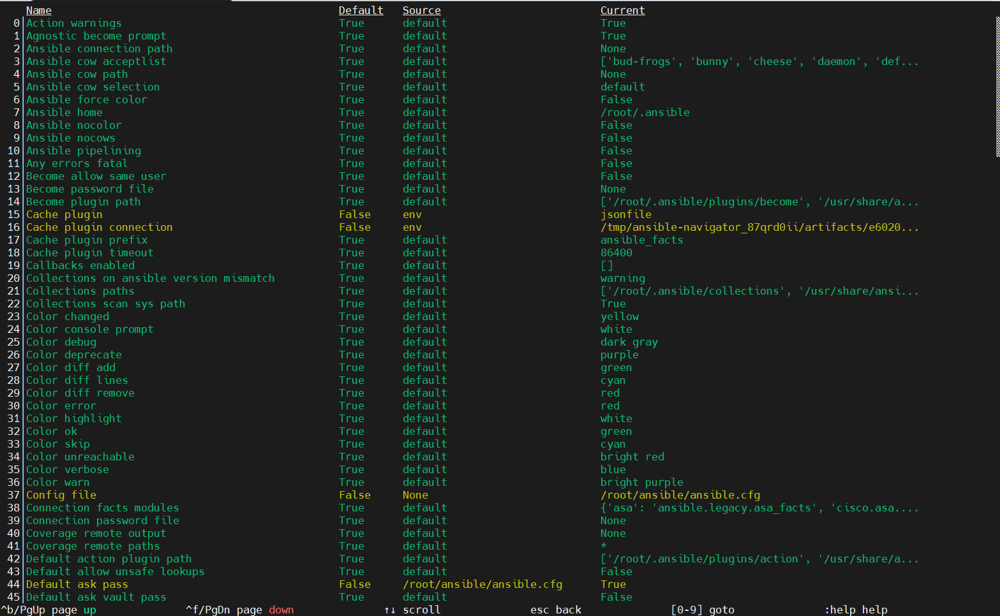 Name Default Source Current
0 Action warnings True default True
1 Agnostic become prompt True default True
2 Ansible connection path True default None
3 Ansible cow acceptlist True default ['bud-frogs', 'bunny', 'cheese', 'daemon', 'def...
4 Ansible cow path True default None
5 Ansible cow selection True default default
6 Ansible force color True default False
7 Ansible home True default /root/.ansible
8 Ansible nocolor True default False
9 Ansible nocows True default False
10 Ansible pipelining True default False
11 Any errors fatal True default False
12 Become allow same user True default False
13 Become password file True default None
14 Become plugin path True default ['/root/.ansible/plugins/become', '/usr/share/a...
15 Cache plugin False env jsonfile
16 Cache plugin connection False env /tmp/ansible-navigator_87qrd0ii/artifacts/e6020...
17 Cache plugin prefix True default ansible_facts
18 Cache plugin timeout True default 86400
19 Callbacks enabled True default []
20 Collections on ansible version mismatch True default warning
21 Collections paths True default ['/root/.ansible/collections', '/usr/share/ansi...
22 Collections scan sys path True default True
23 Color changed True default yellow
24 Color console prompt True default white
25 Color debug True default dark gray
26 Color deprecate True default purple
27 Color diff add True default green
28 Color diff lines True default cyan
29 Color diff remove True default red
30 Color error True default red
31 Color highlight True default white
32 Color ok True default green
33 Color skip True default cyan
34 Color unreachable True default bright red
35 Color verbose True default blue
36 Color warn True default bright purple
37 Config file False None /root/ansible/ansible.cfg
38 Connection facts modules True default {'asa': 'ansible.legacy.asa_facts', 'cisco.asa....
39 Connection password file True default None
40 Coverage remote output True default None
41 Coverage remote paths True default *
42 Default action plugin path True default ['/root/.ansible/plugins/action', '/usr/share/a...
43 Default allow unsafe lookups True default False
44 Default ask pass False /root/ansible/ansible.cfg True
45 Default ask vault pass True default False
^b/PgUp page up ^f/PgDn page down ↑↓ scroll esc back [0-9] goto :help help